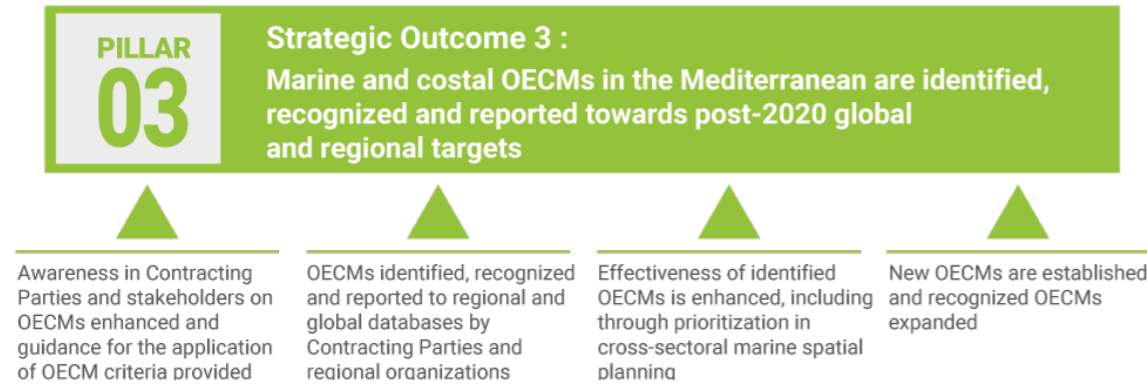 PILLAR
03
Strategic Outcome 3 :
Marine and costal OECMs in the Mediterranean are identified,
recognized and reported towards post-2020 global
and regional targets
Awareness in Contracting
Parties and stakeholders on
OECMs enhanced and
guidance for the application
of OECM criteria provided
OECMs identified, recognized
and reported to regional and
global databases by
Contracting Parties and
regional organizations
Effectiveness of identified
OECMs is enhanced, including
through prioritization in
cross-sectoral marine spatial
planning
New OECMs are established
and recognized OECMs
expanded